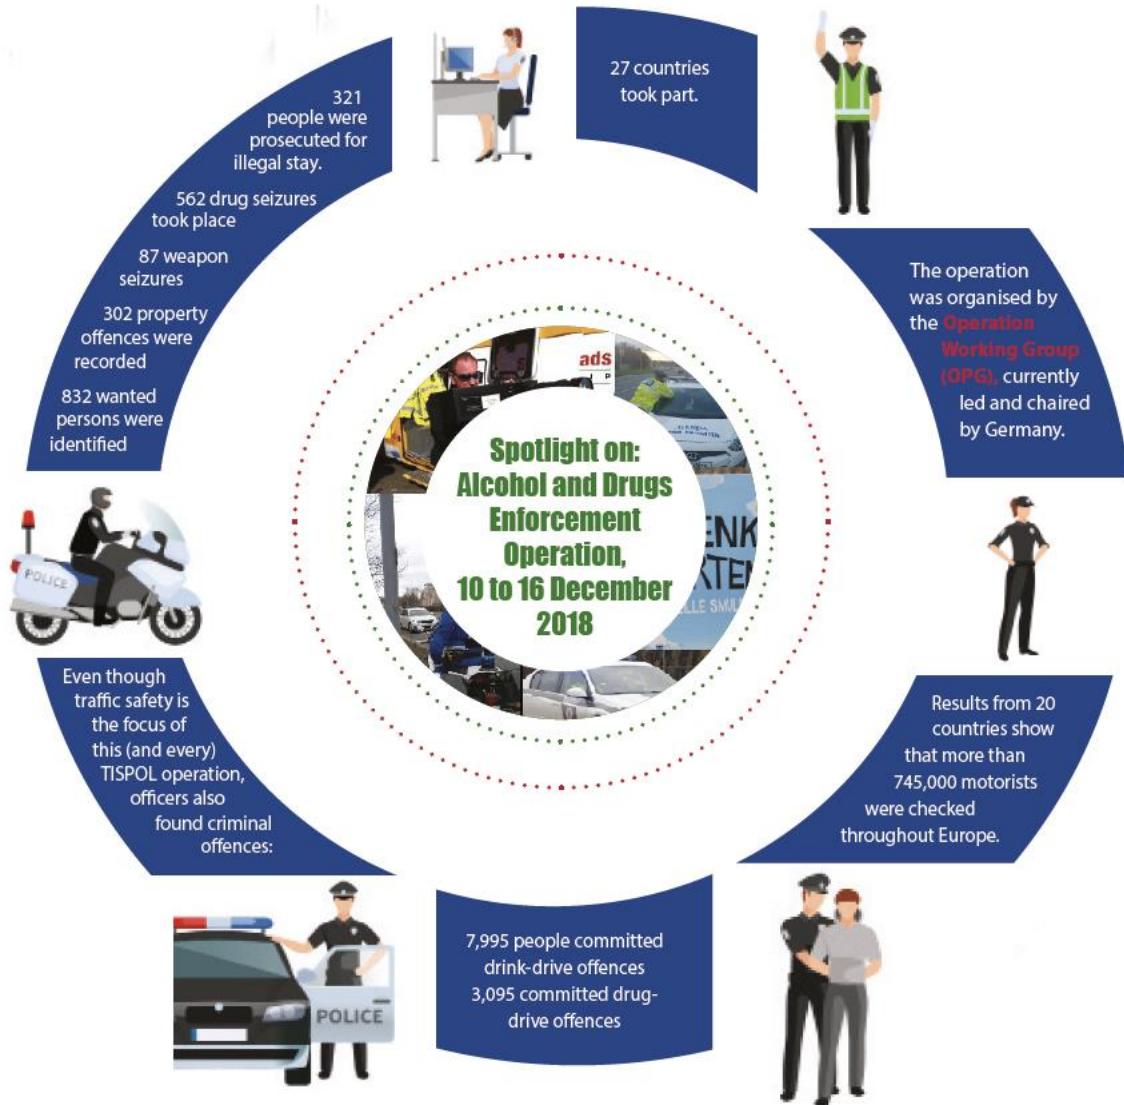 27 countries
took part.
The operation
was organised by
the Operation
Working Group
(OPG), currently
led and chaired
by Germany.
Results from 20
countries show
that more than
745,000 motorists
were checked
throughout Europe.
7,995 people committed
drink-drive offences
3,095 committed drug-
drive offences
Even though
traffic safety is
the focus of
this (and every)
TISPOL operation,
officers also
found criminal
offences:
832 wanted
persons were
identified
302 property
offences were
recorded
87 weapon
seizures
562 drug seizures
took place
321
people were
prosecuted for
illegal stay.
Spotlight on:
Alcohol and Drugs
Enforcement
Operation,
10 to 16 December
2018
ads
POLICE
POLICE